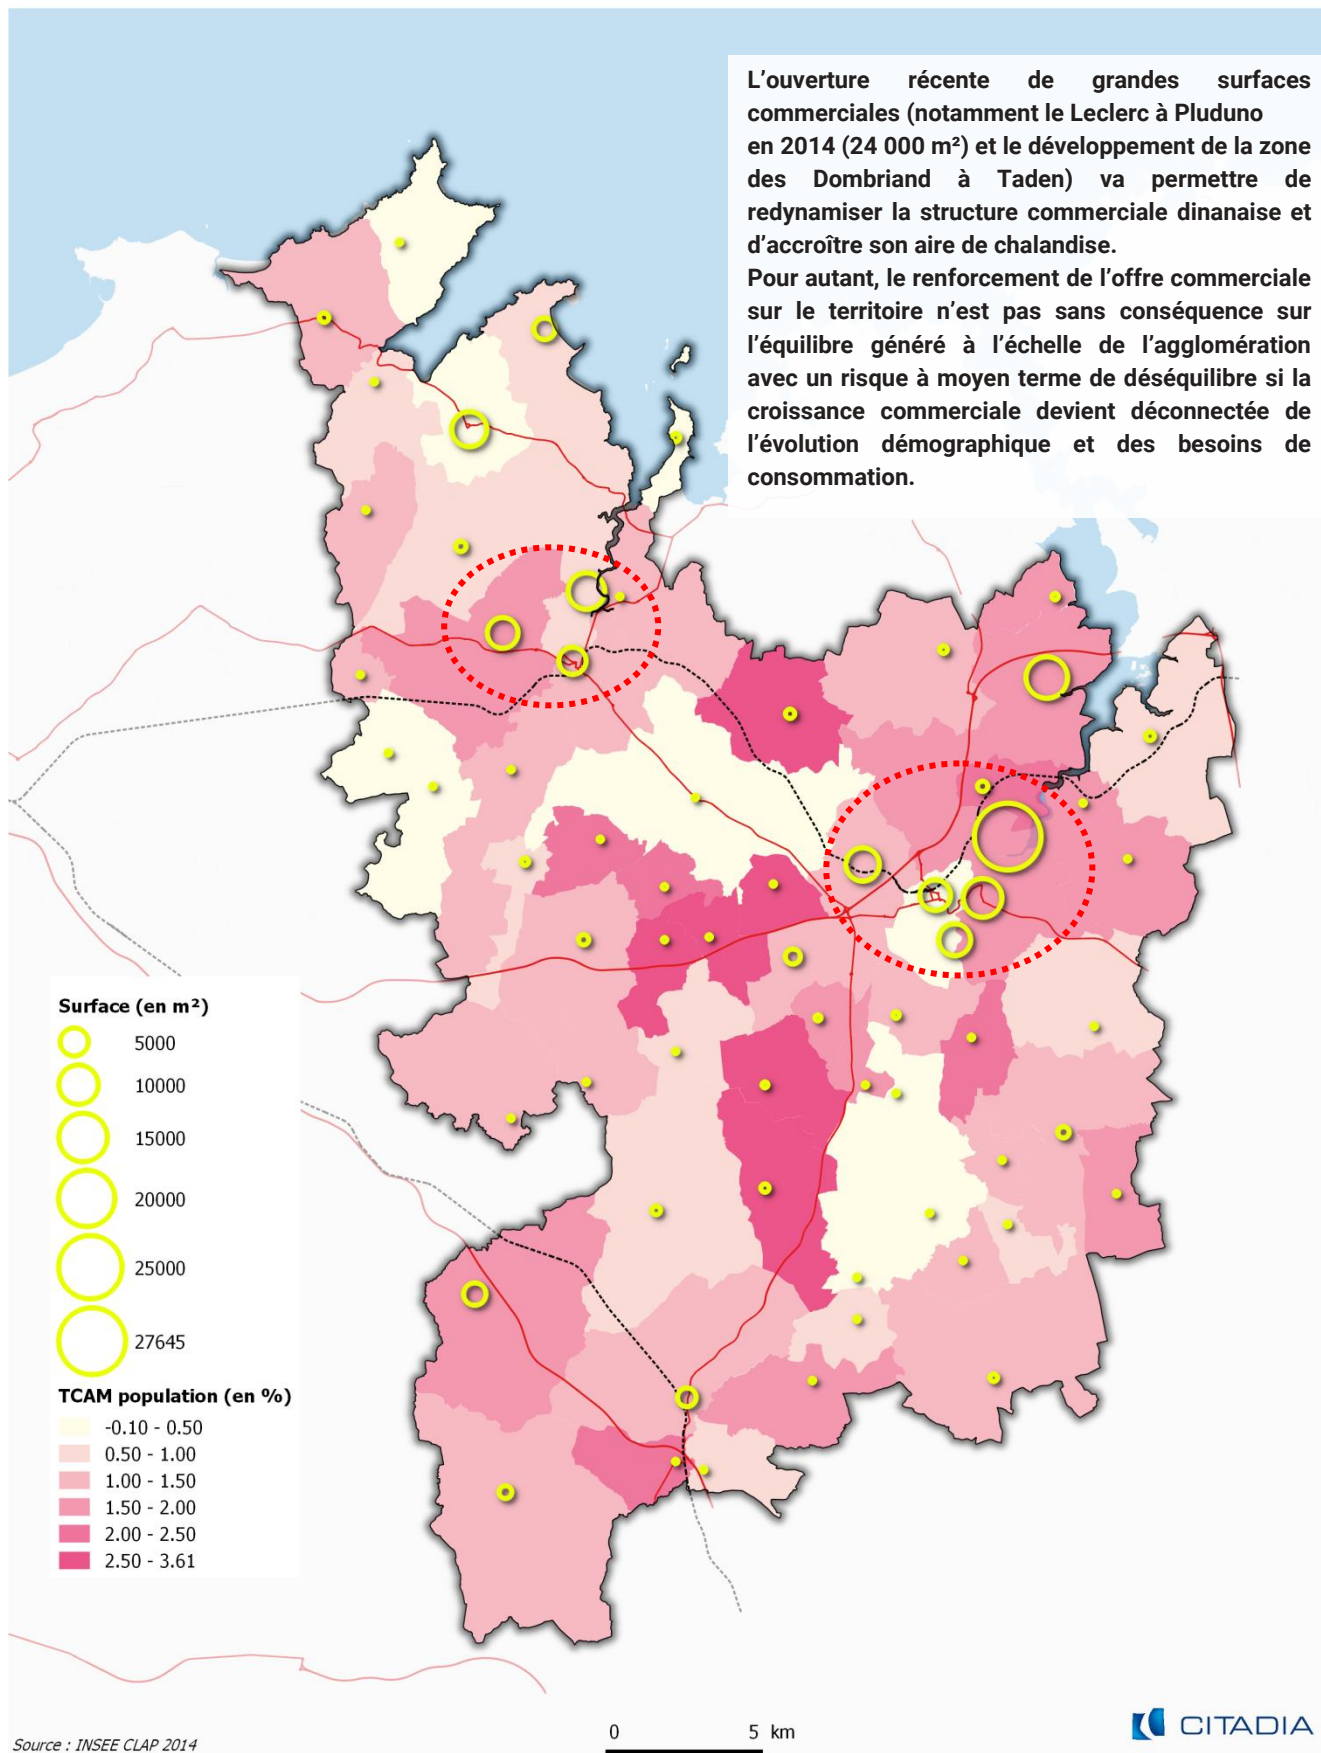 L'ouverture récente de grandes surfaces
commerciales (notamment le Leclerc à Pluduno
en 2014 (24 000 m²) et le développement de la zone
des Dombriand à Taden) va permettre de
redynamiser la structure commerciale dinanaise et
d'accroître son aire de chalandise.
Pour autant, le renforcement de l'offre commerciale
sur le territoire n'est pas sans conséquence sur
l'équilibre généré à l'échelle de l'agglomération
avec un risque à moyen terme de déséquilibre si la
croissance commerciale devient déconnectée de
l'évolution démographique et des besoins de
consommation.
Surface (en m²)
5000
10000
15000
20000
25000
27645
TCAM population (en %)
-0.10 - 0.50
0.50 - 1.00
1.00 - 1.50
1.50 - 2.00
2.00 - 2.50
2.50 - 3.61
0 5 km
CITADIA
Source : INSEE CLAP 2014